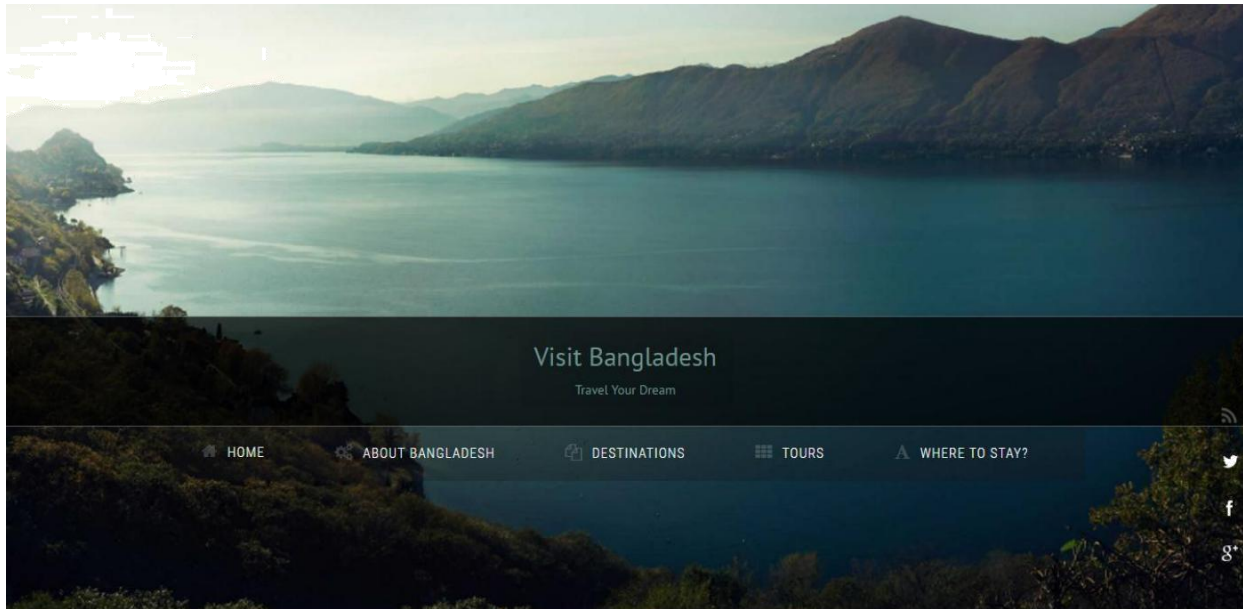 Visit Bangladesh
Travel Your Dream
HOME ABOUT BANGLADESH DESTINATIONS TOURS WHERE TO STAY?